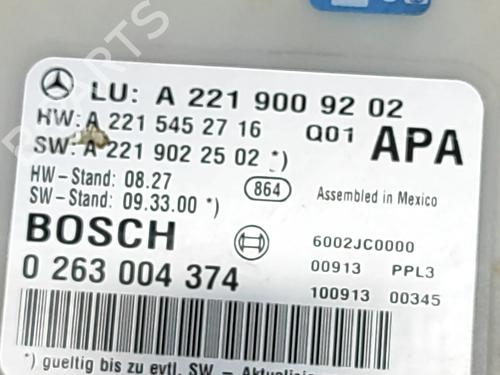 LU: A 221 900 92 02
HW: A 221 545 27 16 Q01 APA
SW: A 221 902 25 02 *)
HW-Stand: 08.27 864 Assembled in Mexico
SW-Stand: 09.33.00 *)
BOSCH 6002JC0000
0 263 004 374 00913 PPL3
100913 00345
*) gueltig bis zu evtl. SW-